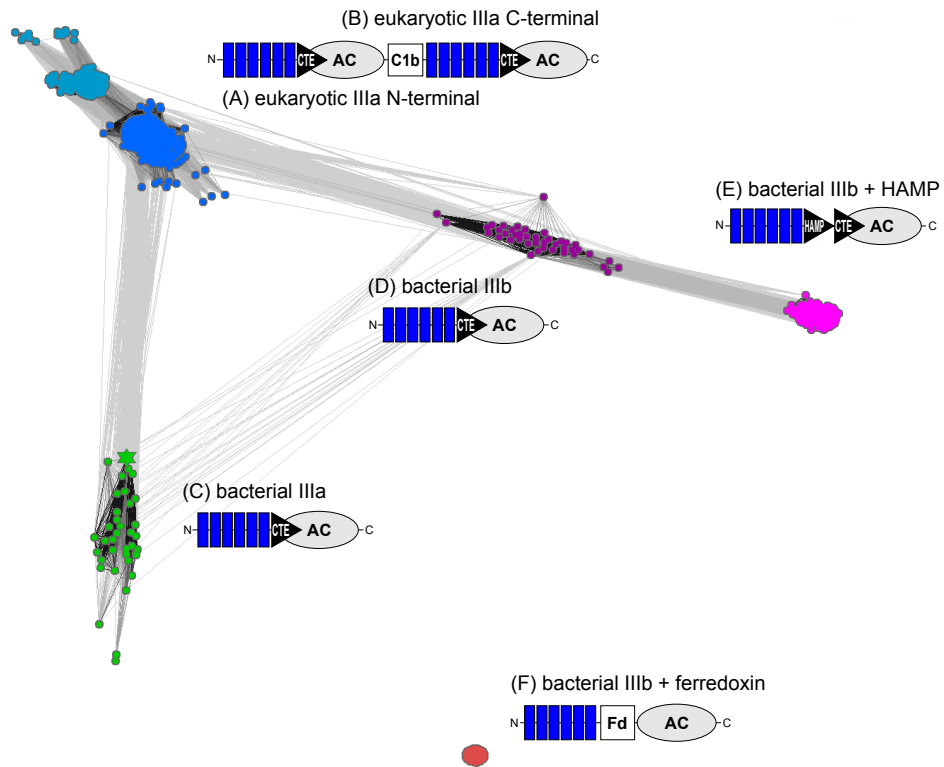 (B) eukaryotic IIIa C-terminal
N CTE AC C1b CTE AC C
(A) eukaryotic IIIa N-terminal
(E) bacterial IIIb + HAMP
N HAMP CTE AC C
(D) bacterial IIIb
N CTE AC C
(C) bacterial IIIa
N CTE AC C
(F) bacterial IIIb + ferredoxin
N Fd AC C